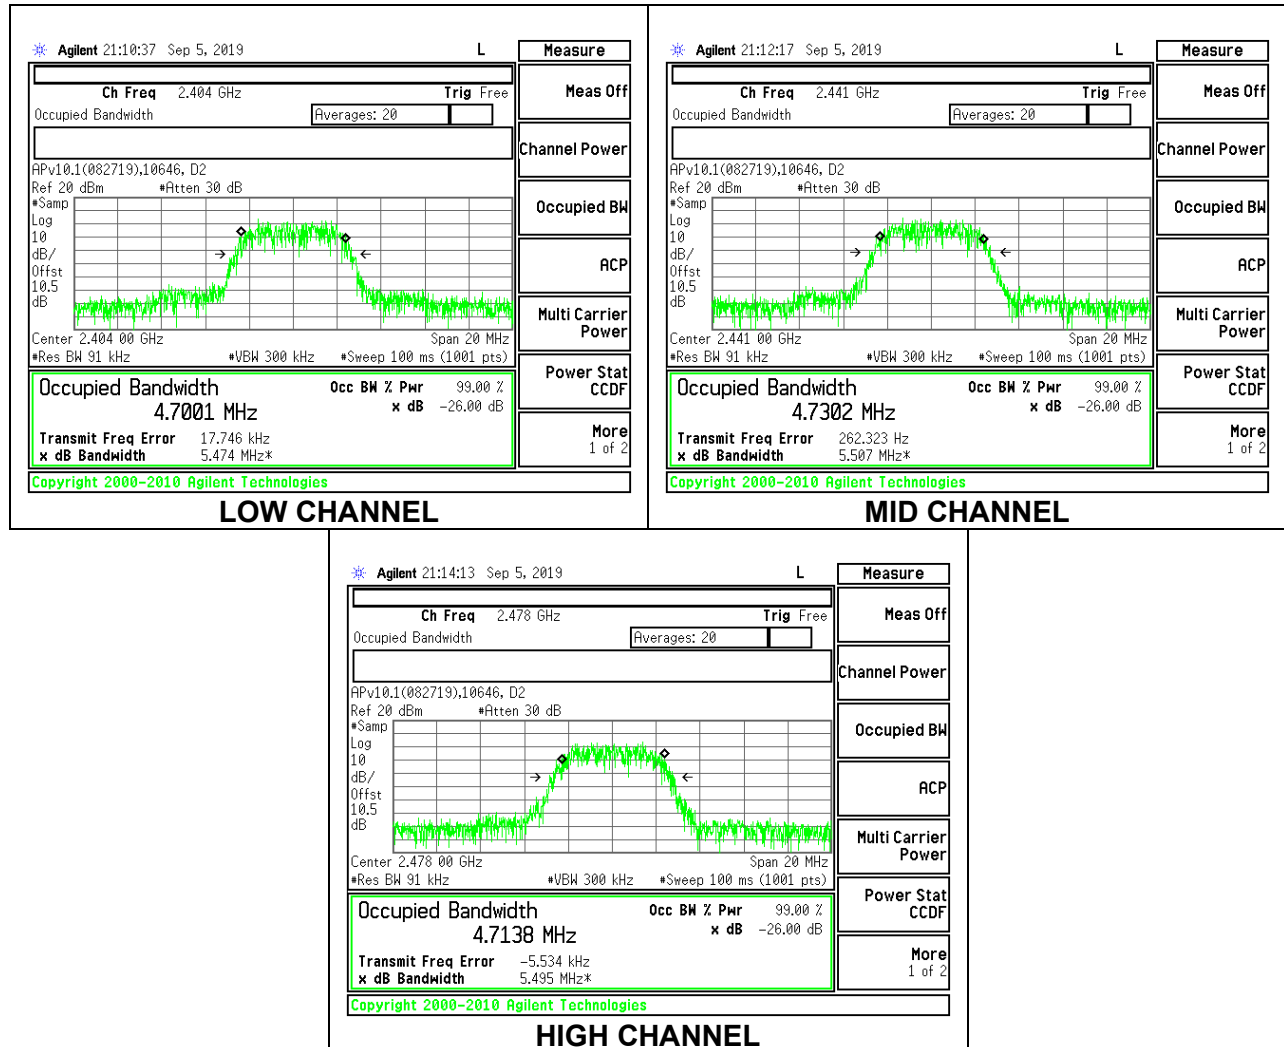 Agilent 21:10:37 Sep 5, 2019 L Measure
Ch Freq 2.404 GHz Trig Free
Occupied Bandwidth Averages: 20
APv10.1(082719),10646, D2
Ref 20 dBm #Atten 30 dB
#Samp
Log
10
dB/
Offst
10.5
dB
Center 2.404 00 GHz Span 20 MHz
#Res BW 91 kHz #VBW 300 kHz #Sweep 100 ms (1001 pts)
Occupied Bandwidth Occ BW % Pwr 99.00 %
4.7001 MHz x dB -26.00 dB
Transmit Freq Error 17.746 kHz
x dB Bandwidth 5.474 MHz*
Copyright 2000-2010 Agilent Technologies
Meas Off
Channel Power
Occupied BW
ACP
Multi Carrier
Power
Power Stat
CCDF
More
1 of 2
LOW CHANNEL
Agilent 21:12:17 Sep 5, 2019 L Measure
Ch Freq 2.441 GHz Trig Free
Occupied Bandwidth Averages: 20
APv10.1(082719),10646, D2
Ref 20 dBm #Atten 30 dB
#Samp
Log
10
dB/
Offst
10.5
dB
Center 2.441 00 GHz Span 20 MHz
#Res BW 91 kHz #VBW 300 kHz #Sweep 100 ms (1001 pts)
Occupied Bandwidth Occ BW % Pwr 99.00 %
4.7302 MHz x dB -26.00 dB
Transmit Freq Error 262.323 Hz
x dB Bandwidth 5.507 MHz*
Copyright 2000-2010 Agilent Technologies
Meas Off
Channel Power
Occupied BW
ACP
Multi Carrier
Power
Power Stat
CCDF
More
1 of 2
MID CHANNEL
Agilent 21:14:13 Sep 5, 2019 L Measure
Ch Freq 2.478 GHz Trig Free
Occupied Bandwidth Averages: 20
APv10.1(082719),10646, D2
Ref 20 dBm #Atten 30 dB
#Samp
Log
10
dB/
Offst
10.5
dB
Center 2.478 00 GHz Span 20 MHz
#Res BW 91 kHz #VBW 300 kHz #Sweep 100 ms (1001 pts)
Occupied Bandwidth Occ BW % Pwr 99.00 %
4.7138 MHz x dB -26.00 dB
Transmit Freq Error -5.534 kHz
x dB Bandwidth 5.495 MHz*
Copyright 2000-2010 Agilent Technologies
Meas Off
Channel Power
Occupied BW
ACP
Multi Carrier
Power
Power Stat
CCDF
More
1 of 2
HIGH CHANNEL